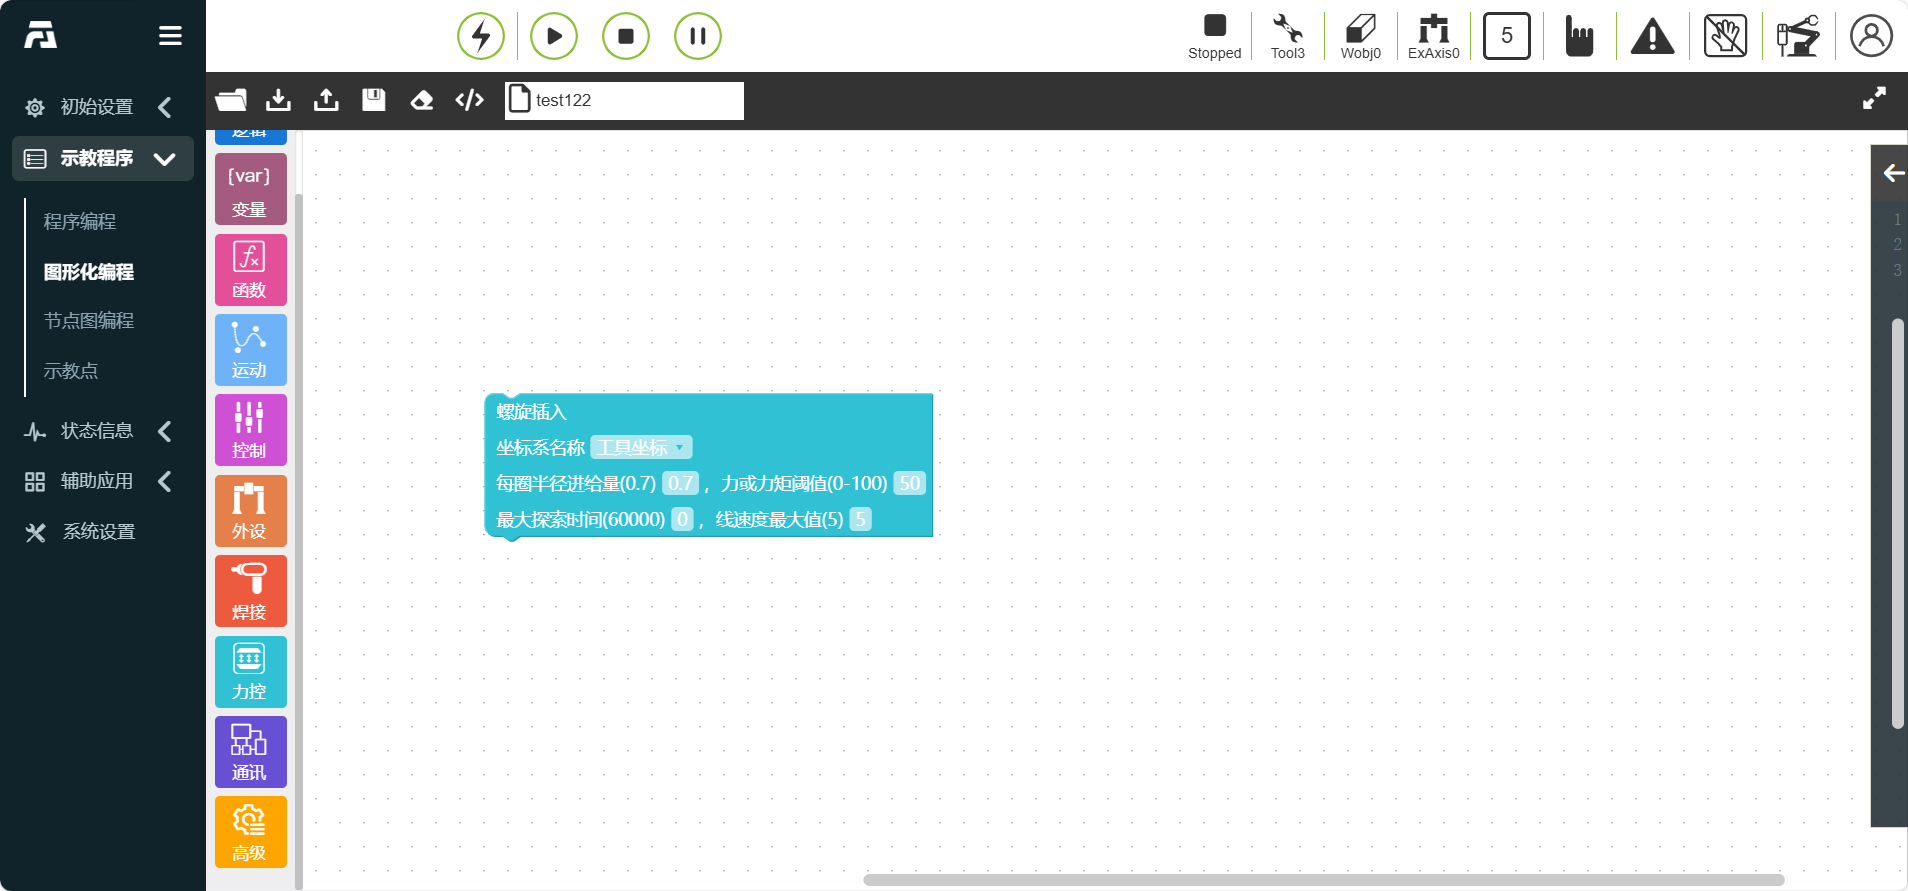 Stopped
Tool3
Wobj0
ExAxis0
5
test122
初始设置
示教程序
程序编程
图形化编程
节点图编程
示教点
状态信息
辅助应用
系统设置
逻辑
[var]
变量
fx
函数
运动
控制
外设
焊接
力控
通讯
高级
螺旋插入
坐标系名称 工具坐标
每圈半径进给量(0.7) 0.7 ，力或力矩阈值(0-100) 50
最大探索时间(60000) 0 ，线速度最大值(5) 5
1
2
3